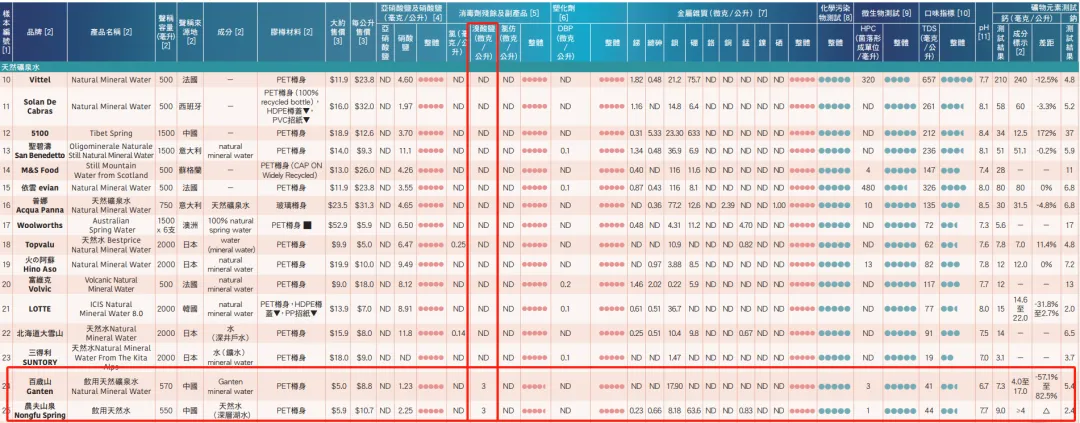 樣本編號[1] 品牌 [2] 產品名稱 [2] 聲稱容量(毫升)[2] 聲稱來源地[2] 成分 [2] 膠樽材料 [2] 大約售價[3] 每公升售價[3] 亞硝酸鹽及硝酸鹽(毫克/公升) [4] 消毒劑殘餘及副產品 [5] 塑化劑[6] 金屬雜質(微克/公升) [7] 化學污染物測試 [8] 微生物測試 [9] 口味指標 [10] pH[11] 礦物元素測試
亞硝酸鹽 硝酸鹽 整體 氯(毫克/公升) 溴酸鹽(微克/公升) 氯仿(微克/公升) 整體 DBP(微克/公升) 整體 銻 鋇 硼 鉻 銅 錳 鎳 硒 整體 整體 HPC(菌落形成單位/毫升) 整體 TDS(毫克/公升) 整體 鈣(毫克/公升) 鈉
測試結果 成分標示[2] 差距 測試結果
天然礦泉水
10 Vittel Natural Mineral Water 500 法國 — PET樽身 $11.9 $23.8 ND 4.60 ND ND ND ND 1.82 0.48 21.2 75.7 ND ND ND ND ND 320 657 7.7 210 240 -12.5% 4.8
11 Solan De Cabras Natural Mineral Water 500 西班牙 — PET樽身 (100% recycled bottle),HDPE樽蓋▼,PVC招紙▼ $16.0 $32.0 ND 1.97 ND ND ND ND 1.16 ND 14.8 6.4 ND ND ND ND ND ND 261 8.1 58 60 -3.3% 5.2
12 5100 Tibet Spring 1500 中國 — PET樽身 $18.9 $12.6 ND 3.70 ND ND ND ND 0.31 5.33 23.30 633 ND ND ND ND ND ND 212 8.4 34 12.5 172% 37
13 聖碧濤 San Benedetto Oligominerale Naturale Still Natural Mineral Water 1500 意大利 natural mineral water PET樽身 $14.0 $9.3 ND 11.1 ND ND ND 0.1 1.34 0.48 36.9 6.9 ND ND ND ND ND ND 236 8.1 51 51.1 -0.2% 5.9
14 M&S Food Still Mountain Water from Scotland 500 蘇格蘭 — PET樽身 (CAP ON Widely Recycled) $13.0 $26.0 ND 4.26 ND ND ND ND 0.40 ND 116 11.6 ND ND ND ND ND 4 147 7.4 28 — — 11
15 依雲 evian Natural Mineral Water 500 法國 — PET樽身 $11.9 $23.8 ND 3.55 ND ND ND 0.1 0.87 0.43 116 8.1 ND ND ND ND ND 480 326 8.0 80 80 0% 6.8
16 普娜 Acqua Panna 天然礦泉水 Natural Mineral Water 750 意大利 天然礦泉水 玻璃樽身 $23.5 $31.3 ND 4.65 ND ND ND ND ND 0.36 77.2 12.6 ND 2.39 ND ND 1.00 10 135 8.5 30 31.5 -4.8% 6.8
17 Woolworths Australian Spring Water 1500 x 6支 澳洲 100% natural spring water PET樽身 ■ $52.9 $5.9 ND 6.50 ND ND ND ND 0.48 ND 4.31 11.2 ND ND ND 4.70 ND ND 72 7.3 5.6 — — 17
18 Topvalu 天然水 Bestprice Natural Mineral Water 2000 日本 water (mineral water) PET樽身 $9.9 $5.0 ND 6.47 0.25 ND ND ND ND ND 10.9 ND ND ND 0.82 ND ND ND 62 7.6 7.8 7.0 11.4% 4.8
19 火の阿蘇 Hino Aso Natural Mineral Water 2000 日本 natural mineral water PET樽身 $19.9 $10.0 ND 9.49 ND ND ND ND ND 0.97 3.88 8.5 ND ND ND ND ND 13 82 7.8 12 12.0 0% 7.2
20 富維克 Volvic Volcanic Natural Mineral Water 500 法國 natural mineral water PET樽身 $9.0 $18.0 ND 8.12 ND ND ND 0.2 1.46 2.02 0.22 5.9 ND ND ND ND ND ND 117 7.7 12 — — 13
21 LOTTE ICIS Natural Mineral Water 8.0 2000 韓國 natural mineral water PET樽身,HDPE樽蓋▼,PP招紙▼ $13.9 $7.0 ND 8.91 ND ND ND ND 0.61 0.51 36.7 ND ND ND ND ND ND ND 77 8.0 15 14.6至22.0 -31.8%至2.7% 2.0
22 北海道大雪山 天然水Natural Mineral Water 2000 日本 水(深井戶水) PET樽身 $15.9 $8.0 ND 11.8 0.14 ND ND ND 0.25 0.51 10.4 9.8 ND ND 0.67 ND ND ND 91 7.5 14 — — 6.5
23 三得利 SUNTORY 天然水Natural Mineral Water From The Kita Alps 2000 日本 水(鑛水) mineral water PET樽身 $18.0 $9.0 ND ND ND ND ND 0.1 ND ND 1.47 ND ND ND ND ND ND ND 19 7.0 3.1 — — 3.7
24 百歲山 Ganten 飲用天然礦泉水 Natural Mineral Water 570 中國 Ganten mineral water PET樽身 $5.0 $8.8 ND 1.23 ND 3 ND ND ND ND 17.90 ND ND ND ND ND ND 3 41 6.7 7.3 4.0至17.0 -57.1%至82.5% 5.4
25 農夫山泉 Nongfu Spring 飲用天然水 550 中國 天然水(深層湖水) PET樽身 $5.9 $10.7 ND 2.25 ND 3 ND ND 0.23 0.66 8.18 63.6 ND ND 0.83 ND ND 1 44 7.7 9.0 >4 △ 2.4